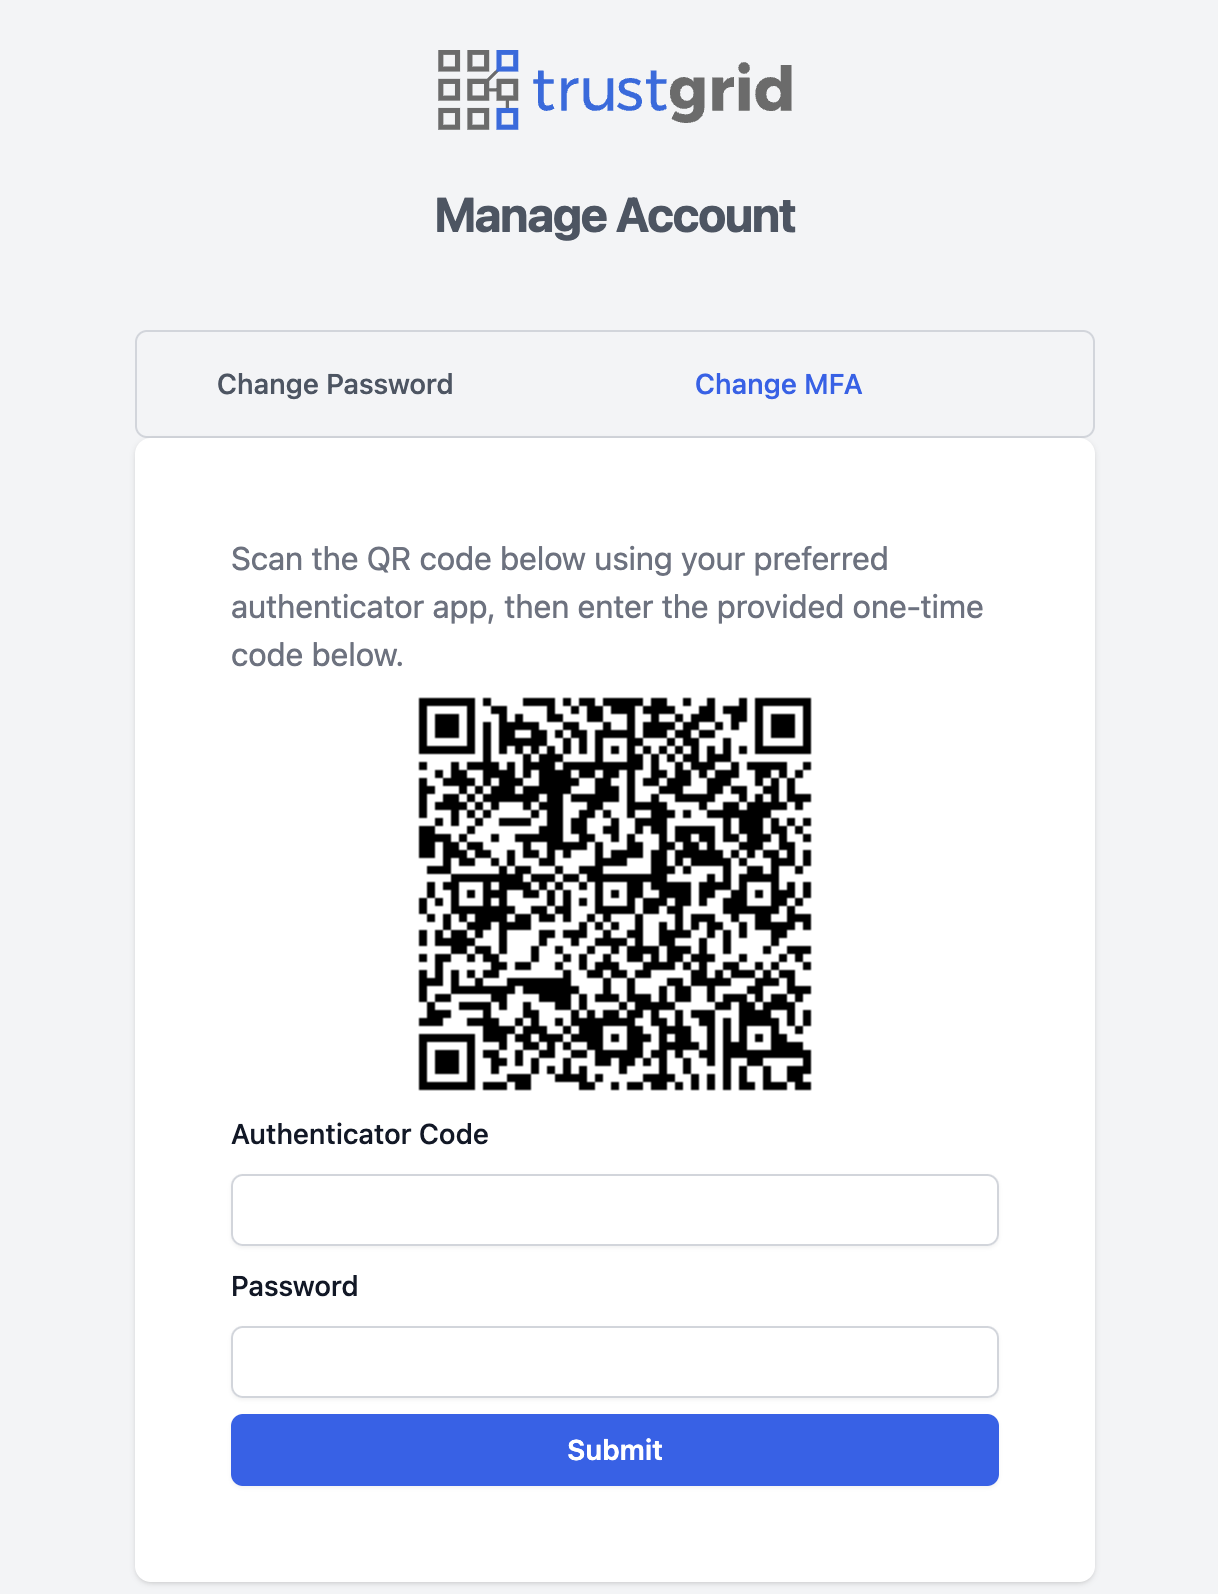 trustgrid
Manage Account
Change Password
Change MFA
Scan the QR code below using your preferred
authenticator app, then enter the provided one-time
code below.
Authenticator Code
Password
Submit